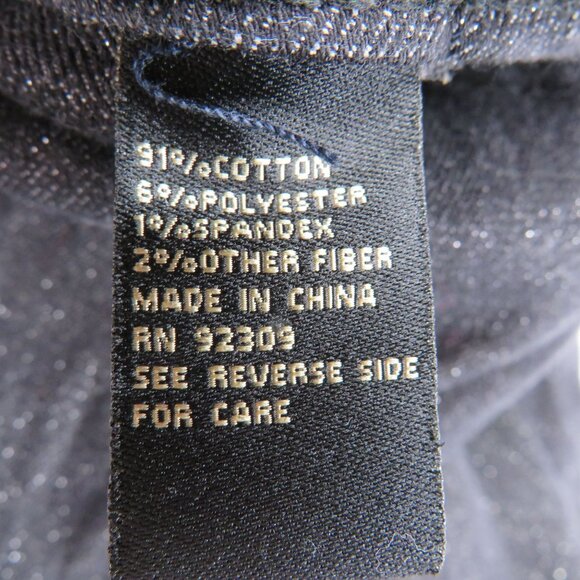 91%COTTON
6%POLYESTER
1%SPANDEX
2%OTHER FIBER
MADE IN CHINA
RN 92309
SEE REVERSE SIDE
FOR CARE